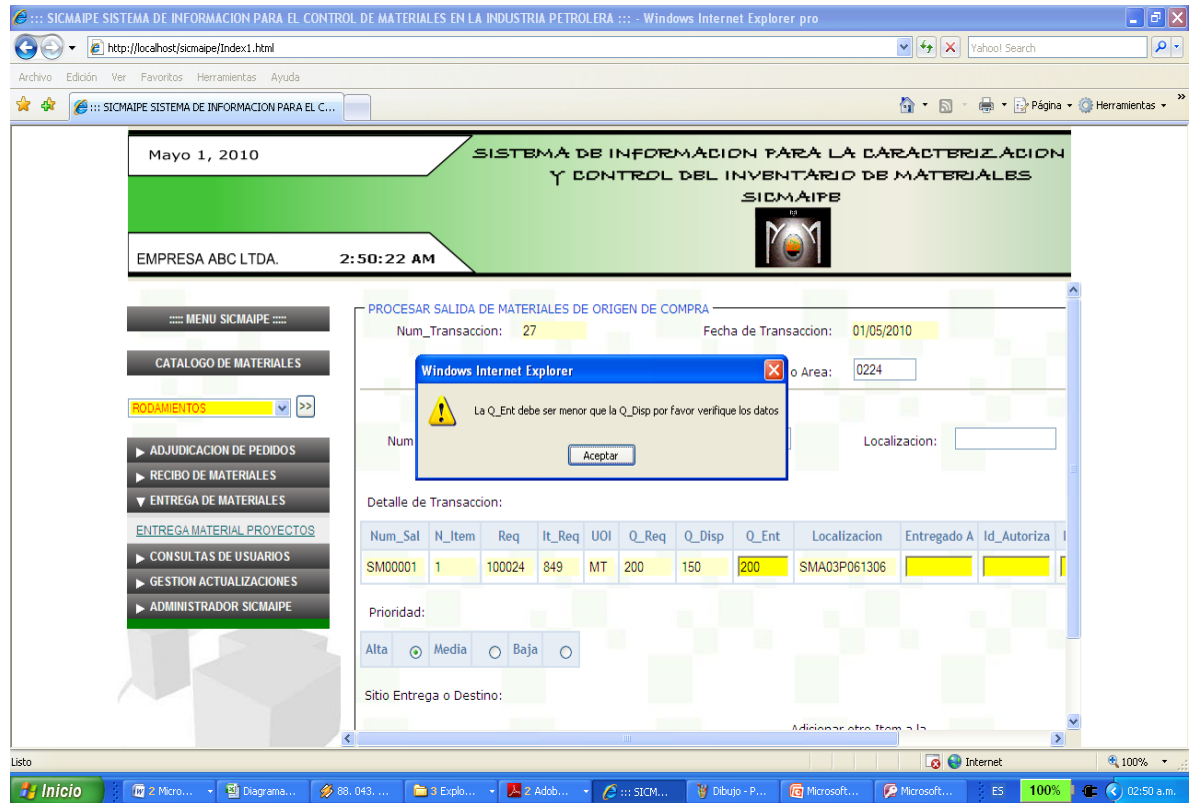 ::: SICMAIPE SISTEMA DE INFORMACION PARA EL CONTROL DE MATERIALES EN LA INDUSTRIA PETROLERA ::: - Windows Internet Explorer pro
http://localhost/sicmaipe/Index1.html
Yahoo! Search
Archivo Edición Ver Favoritos Herramientas Ayuda
::: SICMAIPE SISTEMA DE INFORMACION PARA EL C...
Página
Herramientas
Mayo 1, 2010
SISTEMA DE INFORMACION PARA LA CARACTERIZACION
Y CONTROL DEL INVENTARIO DE MATERIALES
SICMAIPE
EMPRESA ABC LTDA.
2:50:22 AM
::::: MENU SICMAIPE :::::
CATALOGO DE MATERIALES
RODAMIENTOS
>>
ADJUDICACION DE PEDIDOS
RECIBO DE MATERIALES
ENTREGA DE MATERIALES
ENTREGA MATERIAL PROYECTOS
CONSULTAS DE USUARIOS
GESTION ACTUALIZACIONES
ADMINISTRADOR SICMAIPE
PROCESAR SALIDA DE MATERIALES DE ORIGEN DE COMPRA
Num_Transaccion: 27 Fecha de Transaccion: 01/05/2010
o Area: 0224
Windows Internet Explorer
La Q_Ent debe ser menor que la Q_Disp por favor verifique los datos
Aceptar
Num
Localizacion:
Detalle de Transaccion:
Num_Sal N_Item Req It_Req UOI Q_Req Q_Disp Q_Ent Localizacion Entregado A Id_Autoriza
SM00001 1 100024 849 MT 200 150 200 SMA03P061306
Prioridad:
Alta Media Baja
Sitio Entrega o Destino:
Adicionar otro Item a la
Listo
Internet
100%
Inicio
2 Micro...
Diagrama...
88. 043. ...
3 Explo...
2 Adob...
::: SICM...
Dibujo - P...
Microsoft...
Microsoft...
ES
100%
02:50 a.m.